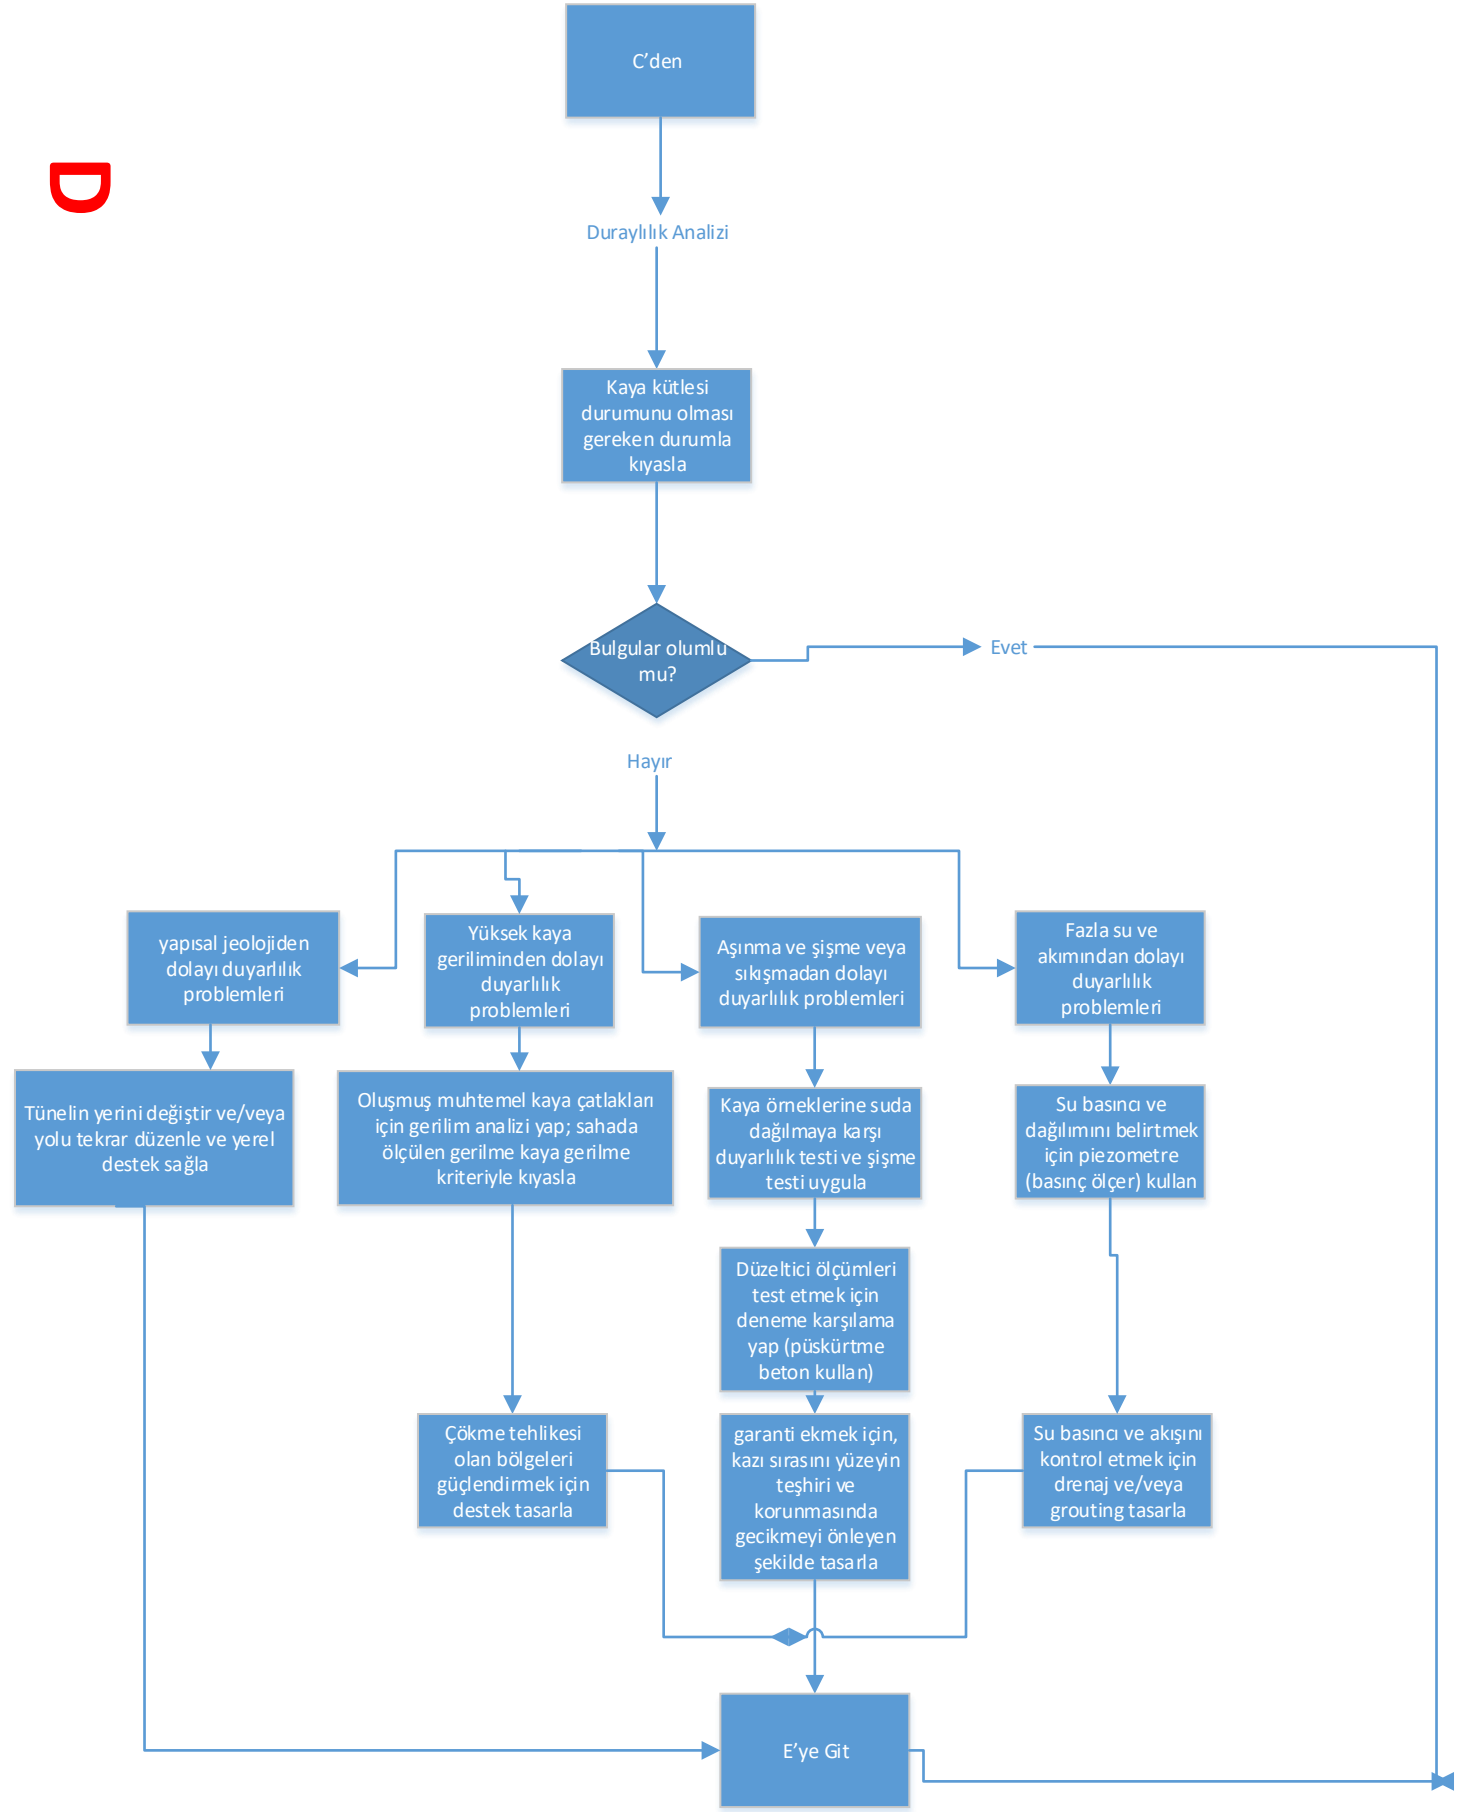 C’den
D
Duraylılık Analizi
Kaya kütlesi
durumunu olması
gereken durumla
kıyasla
Bulgular olumlu
mu?
Evet
Hayır
yapısal jeolojiden
dolayı duyarlılık
problemleri
Yüksek kaya
geriliminden dolayı
duyarlılık
problemleri
Aşınma ve şişme veya
sıkışmadan dolayı
duyarlılık problemleri
Fazla su ve
akımından dolayı
duyarlılık
problemleri
Tünelin yerini değiştir ve/veya
yolu tekrar düzenle ve yerel
destek sağla
Oluşmuş muhtemel kaya çatlakları
için gerilim analizi yap; sahada
ölçülen gerilme kaya gerilme
kriteriyle kıyasla
Kaya örneklerine suda
dağılmaya karşı
duyarlılık testi ve şişme
testi uygula
Su basıncı ve
dağılımını belirtmek
için piezometre
(basınç ölçer) kullan
Düzeltici ölçümleri
test etmek için
deneme karşılama
yap (püskürtme
beton kullan)
Çökme tehlikesi
olan bölgeleri
güçlendirmek için
destek tasarla
garanti ekmek için,
kazı sırasını yüzeyin
teşhiri ve
korunmasında
gecikmeyi önleyen
şekilde tasarla
Su basıncı ve akışını
kontrol etmek için
drenaj ve/veya
grouting tasarla
E’ye Git